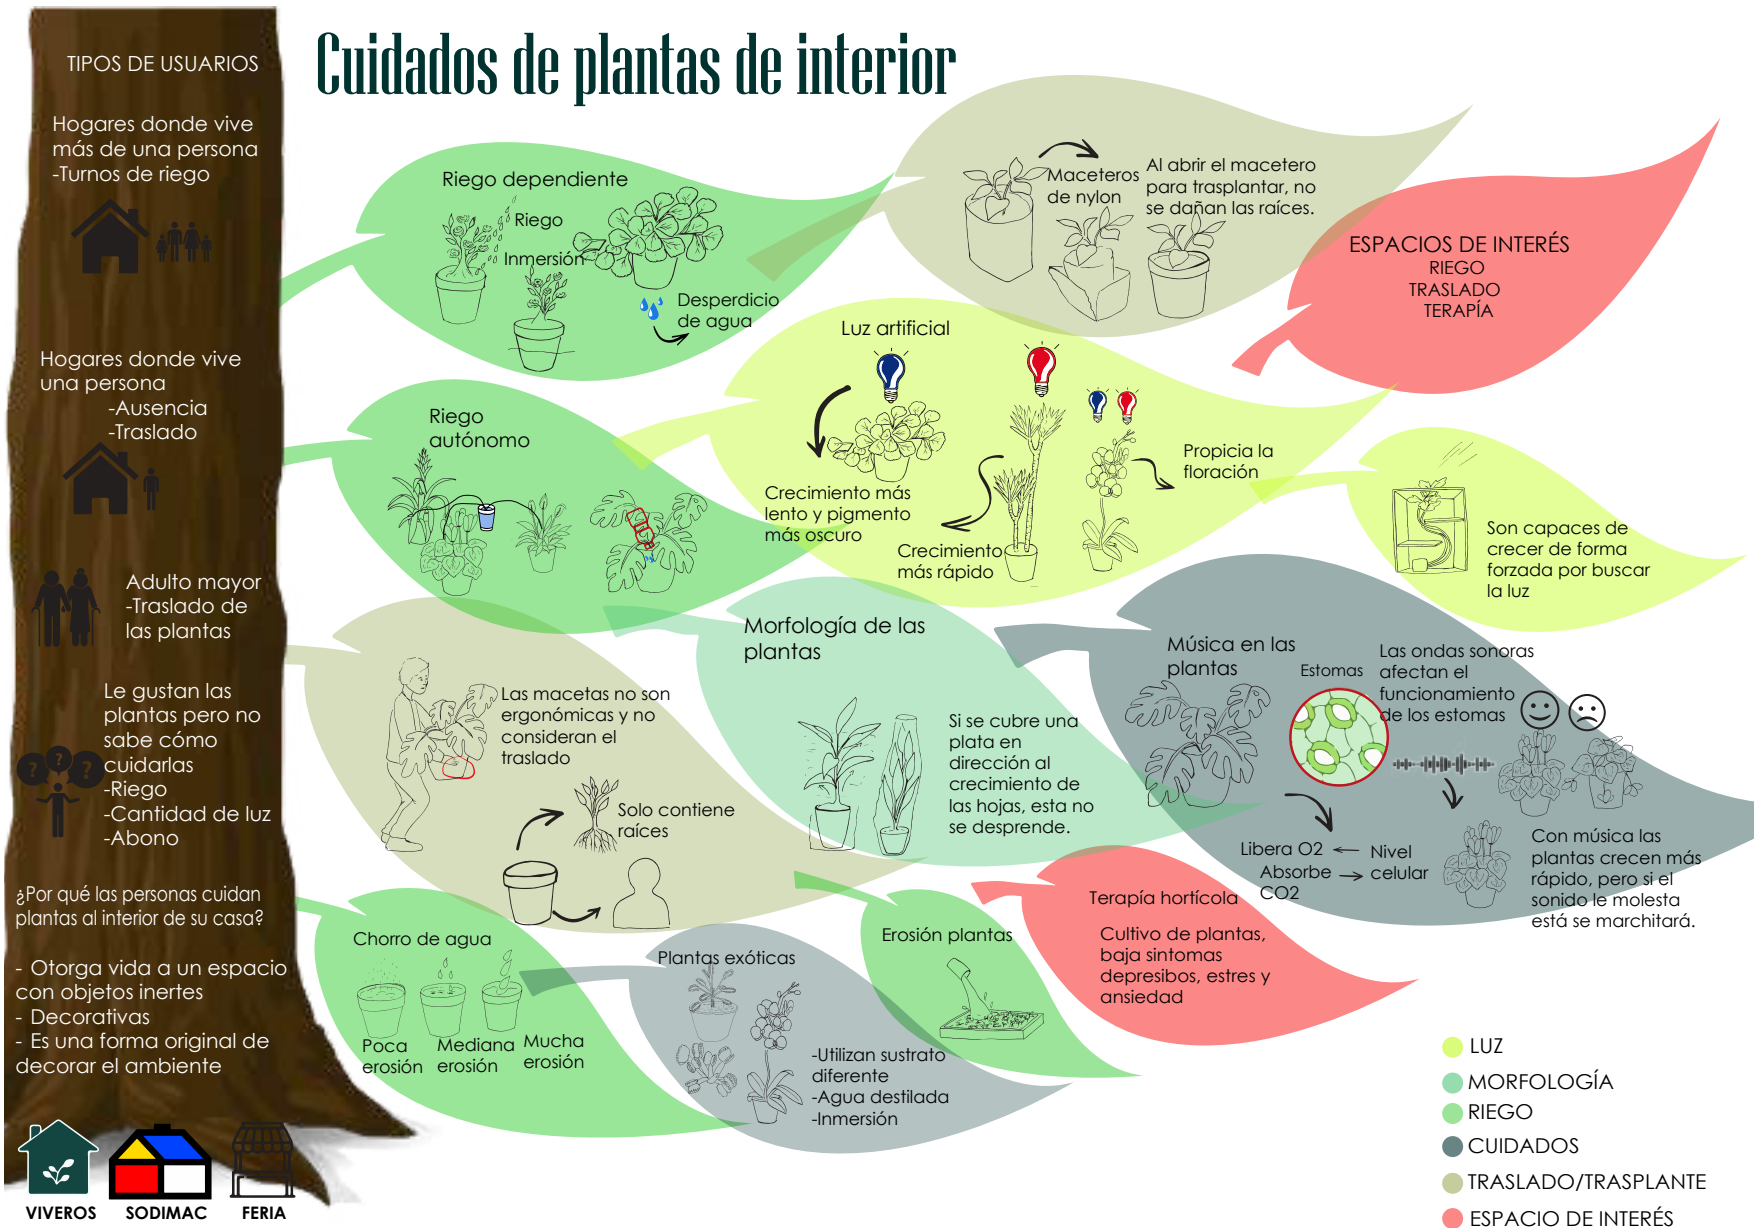 Cuidados de plantas de interior
TIPOS DE USUARIOS
Hogares donde vive
más de una persona
-Turnos de riego
Hogares donde vive
una persona
-Ausencia
-Traslado
Adulto mayor
-Traslado de
las plantas
Le gustan las
plantas pero no
sabe cómo
cuidarlas
-Riego
-Cantidad de luz
-Abono
? ? ?
¿Por qué las personas cuidan
plantas al interior de su casa?
- Otorga vida a un espacio
con objetos inertes
- Decorativas
- Es una forma original de
decorar el ambiente
VIVEROS
SODIMAC
FERIA
Riego dependiente
Riego
Inmersión
Desperdicio
de agua
Maceteros
de nylon
Al abrir el macetero
para trasplantar, no
se dañan las raíces.
ESPACIOS DE INTERÉS
RIEGO
TRASLADO
TERAPÍA
Luz artificial
Crecimiento más
lento y pigmento
más oscuro
Crecimiento
más rápido
Propicia la
floración
Riego
autónomo
Son capaces de
crecer de forma
forzada por buscar
la luz
Las macetas no son
ergonómicas y no
consideran el
traslado
Solo contiene
raíces
Morfología de las
plantas
Si se cubre una
plata en
dirección al
crecimiento de
las hojas, esta no
se desprende.
Música en las
plantas
Estomas
Las ondas sonoras
afectan el
funcionamiento
de los estomas
Libera O2
Absorbe
CO2
Nivel
celular
Con música las
plantas crecen más
rápido, pero si el
sonido le molesta
está se marchitará.
Chorro de agua
Poca
erosión
Mediana
erosión
Mucha
erosión
Plantas exóticas
-Utilizan sustrato
diferente
-Agua destilada
-Inmersión
Erosión plantas
Terapía hortícola
Cultivo de plantas,
baja sintomas
depresibos, estres y
ansiedad
LUZ
MORFOLOGÍA
RIEGO
CUIDADOS
TRASLADO/TRASPLANTE
ESPACIO DE INTERÉS